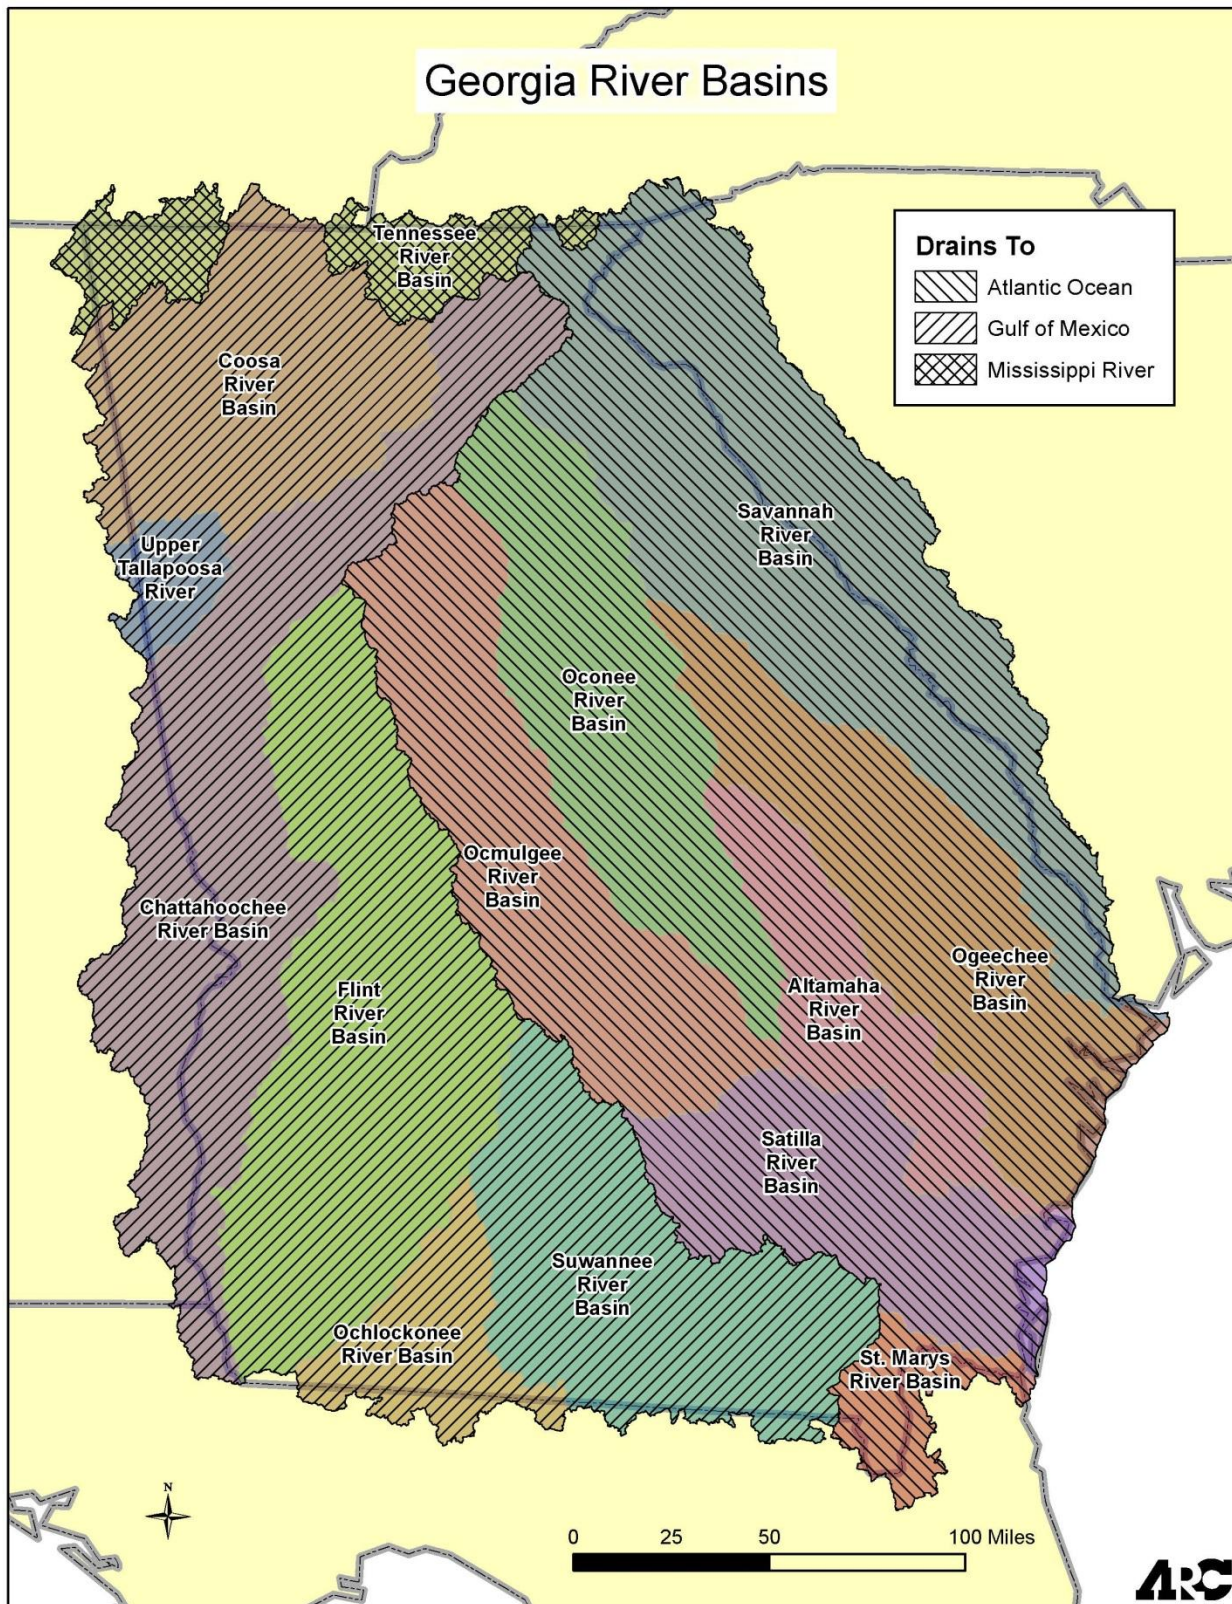 Georgia River Basins
Drains To
Atlantic Ocean
Gulf of Mexico
Mississippi River
Tennessee
River
Basin
Coosa
River
Basin
Savannah
River
Basin
Upper
Tallapoosa
River
Oconee
River
Basin
Ocmulgee
River
Basin
Chattahoochee
River Basin
Ogeechee
River
Basin
Flint
River
Basin
Altamaha
River
Basin
Satilla
River
Basin
Suwannee
River
Basin
Ochlockonee
River Basin
St. Marys
River Basin
N
0 25 50 100 Miles
ARC